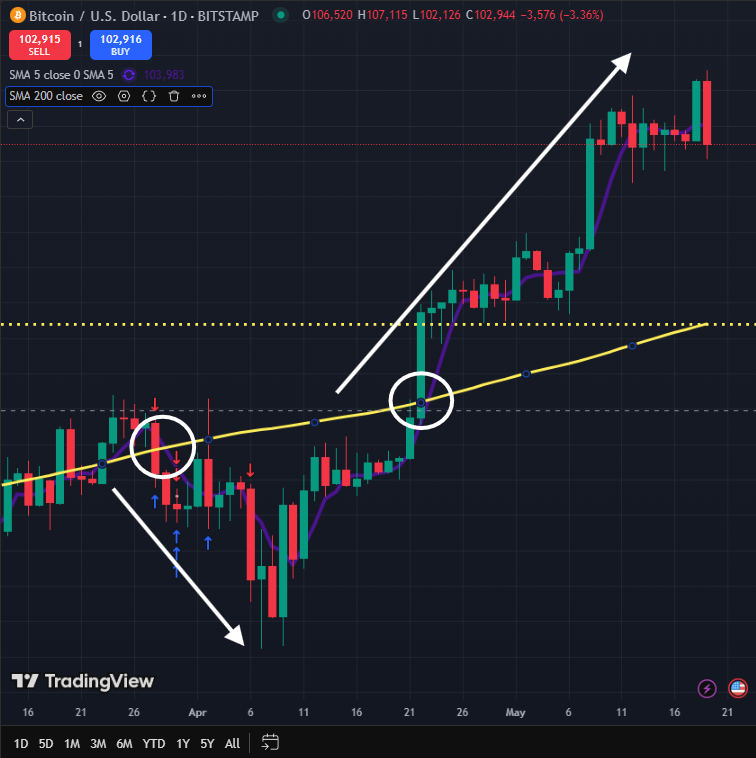 Bitcoin / U.S. Dollar · 1D · BITSTAMP O106,520 H107,115 L102,126 C102,944 −3,576 (−3.36%)
102,915 SELL 1 102,916 BUY
SMA 5 close 0 SMA 5 103,983
SMA 200 close
TradingView
16 21 26 Apr 6 11 16 21 26 May 6 11 16 21
1D 5D 1M 3M 6M YTD 1Y 5Y All